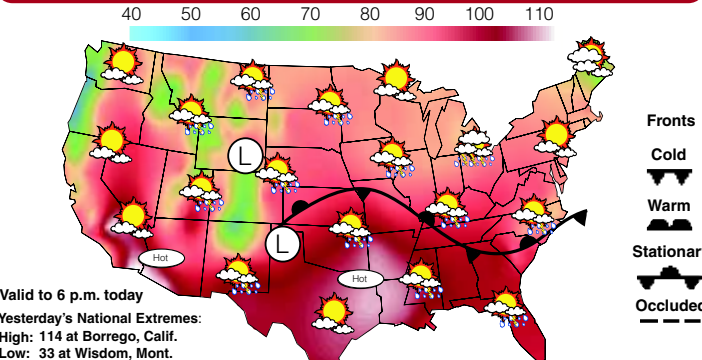 40 50 60 70 80 90 100 110
Fronts
Cold
L
Warm
L
Hot
Hot
Stationar
Occluded
Valid to 6 p.m. today
Yesterday's National Extremes:
High: 114 at Borrego, Calif.
Low: 33 at Wisdom, Mont.